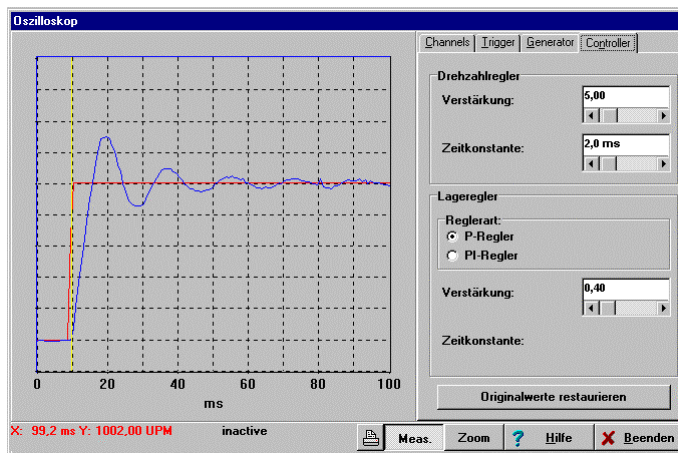 Oszilloskop
Channels Trigger Generator Controller
Drehzahlregler
Verstärkung: 5,00
Zeitkonstante: 2,0 ms
Lageregler
Reglerart:
P-Regler
PI-Regler
Verstärkung: 0,40
Zeitkonstante:
Originalwerte restaurieren
0 20 40 60 80 100
ms
X: 99,2 ms Y: 1002,00 UPM inactive
Meas. Zoom ? Hilfe Beenden